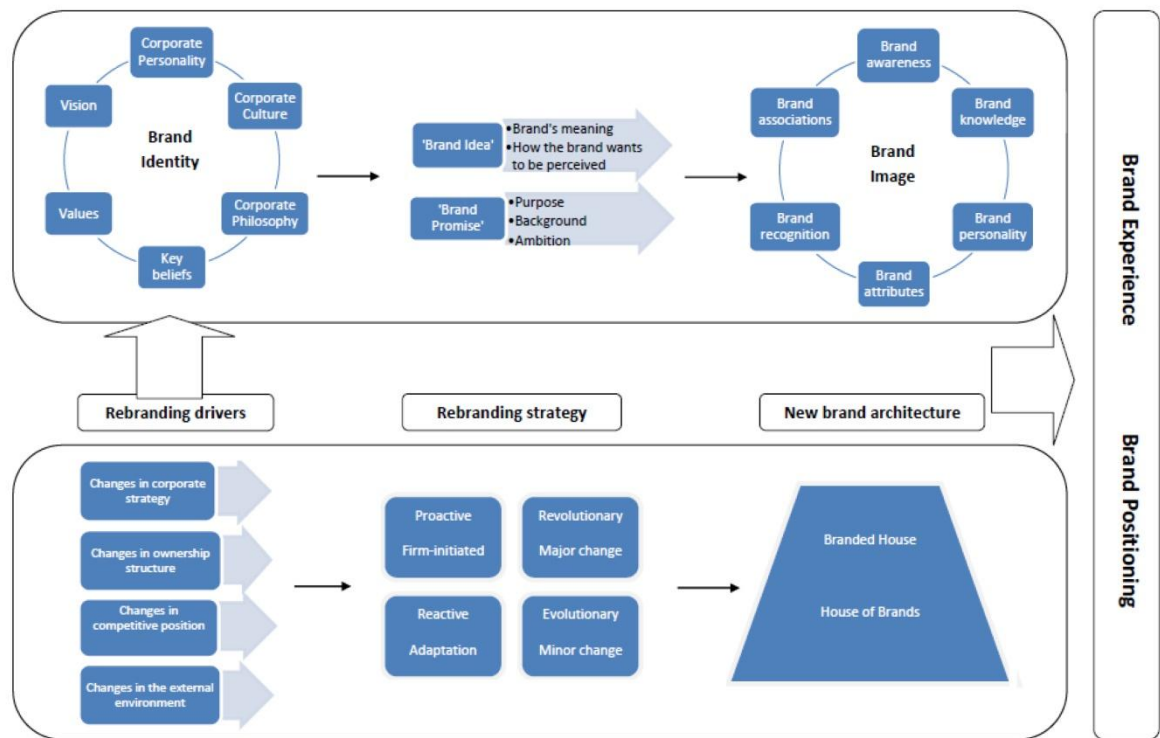 Corporate
Personality
Vision
Corporate
Culture
Brand
Identity
Values
Corporate
Philosophy
Key
beliefs
'Brand Idea'
•Brand's meaning
•How the brand wants
to be perceived
'Brand
Promise'
•Purpose
•Background
•Ambition
Brand
awareness
Brand
associations
Brand
knowledge
Brand
Image
Brand
recognition
Brand
personality
Brand
attributes
Rebranding drivers
Rebranding strategy
New brand architecture
Changes in corporate
strategy
Changes in ownership
structure
Changes in
competitive position
Changes in the external
environment
Proactive
Firm-initiated
Revolutionary
Major change
Reactive
Adaptation
Evolutionary
Minor change
Branded House
House of Brands
Brand Experience
Brand Positioning